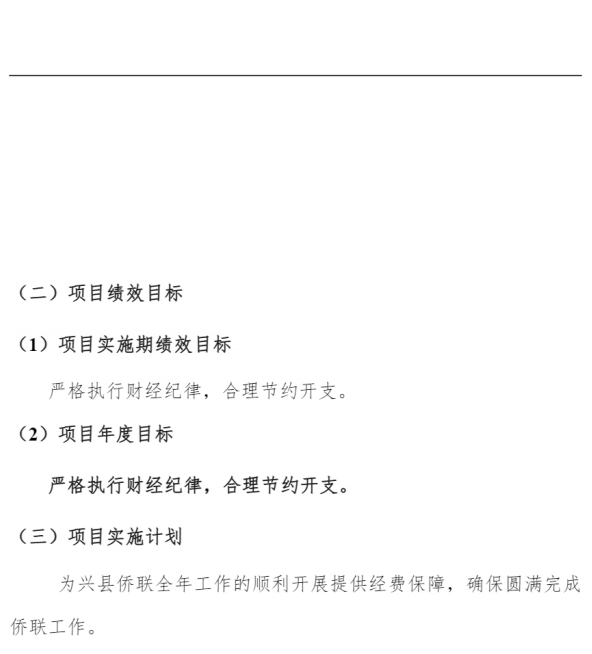 （二）项目绩效目标
（1）项目实施期绩效目标
严格执行财经纪律，合理节约开支。
（2）项目年度目标
严格执行财经纪律，合理节约开支。
（三）项目实施计划
为兴县侨联全年工作的顺利开展提供经费保障，确保圆满完成
侨联工作。